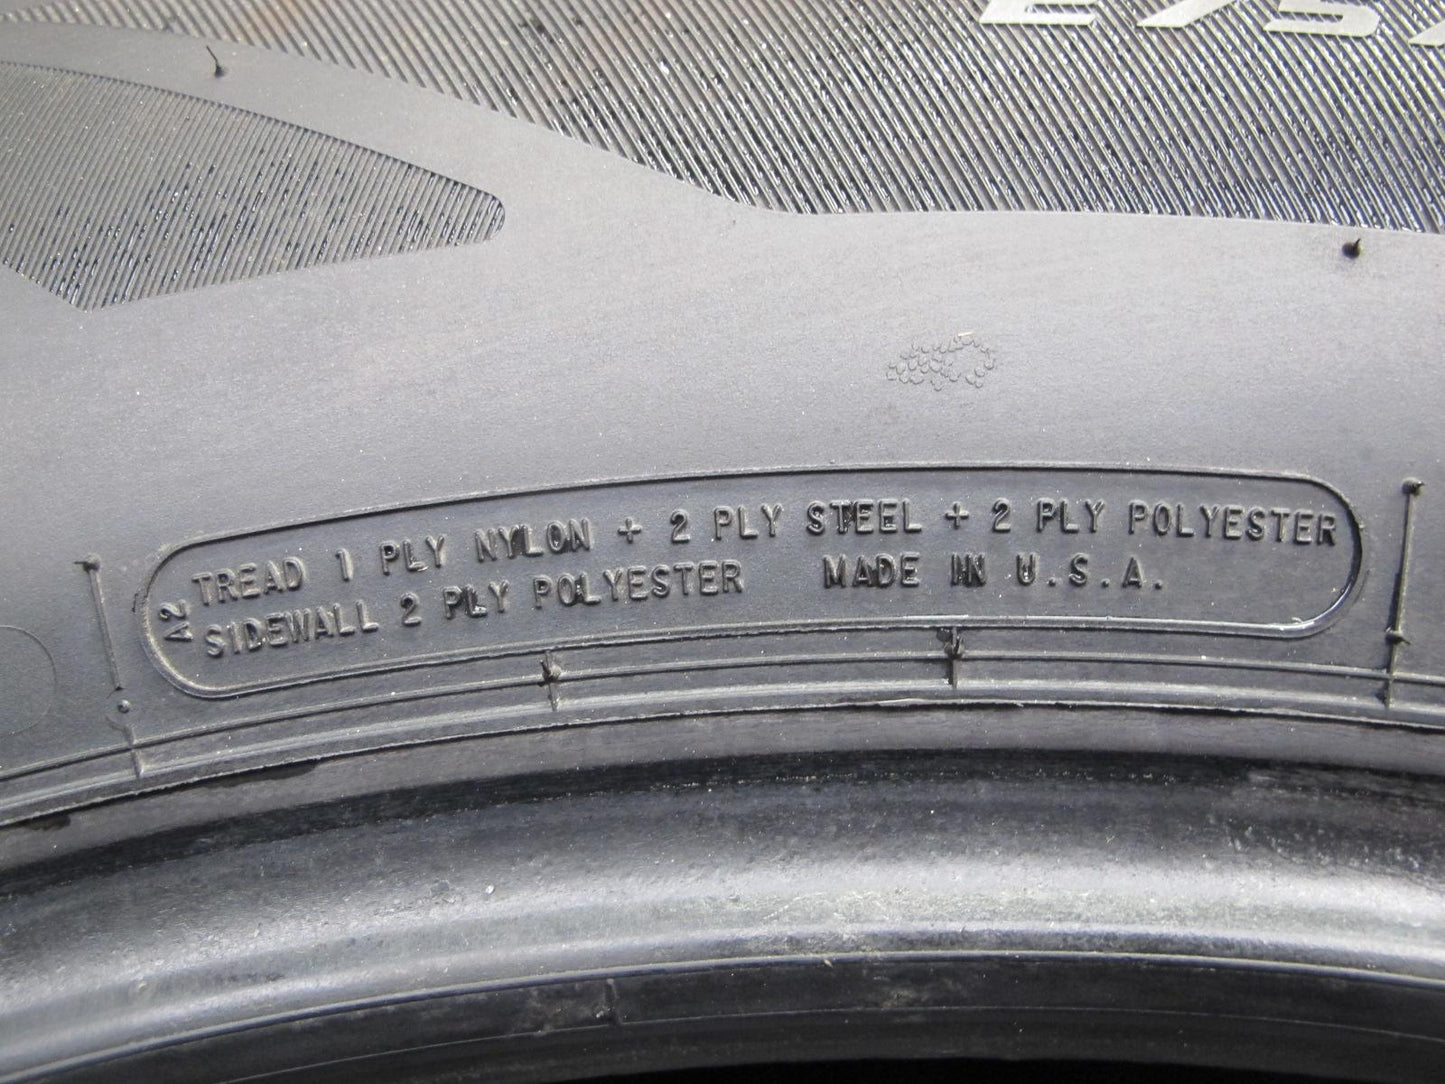 A2
TREAD 1 PLY NYLON + 2 PLY STEEL + 2 PLY POLYESTER
SIDEWALL 2 PLY POLYESTER MADE IN U.S.A.